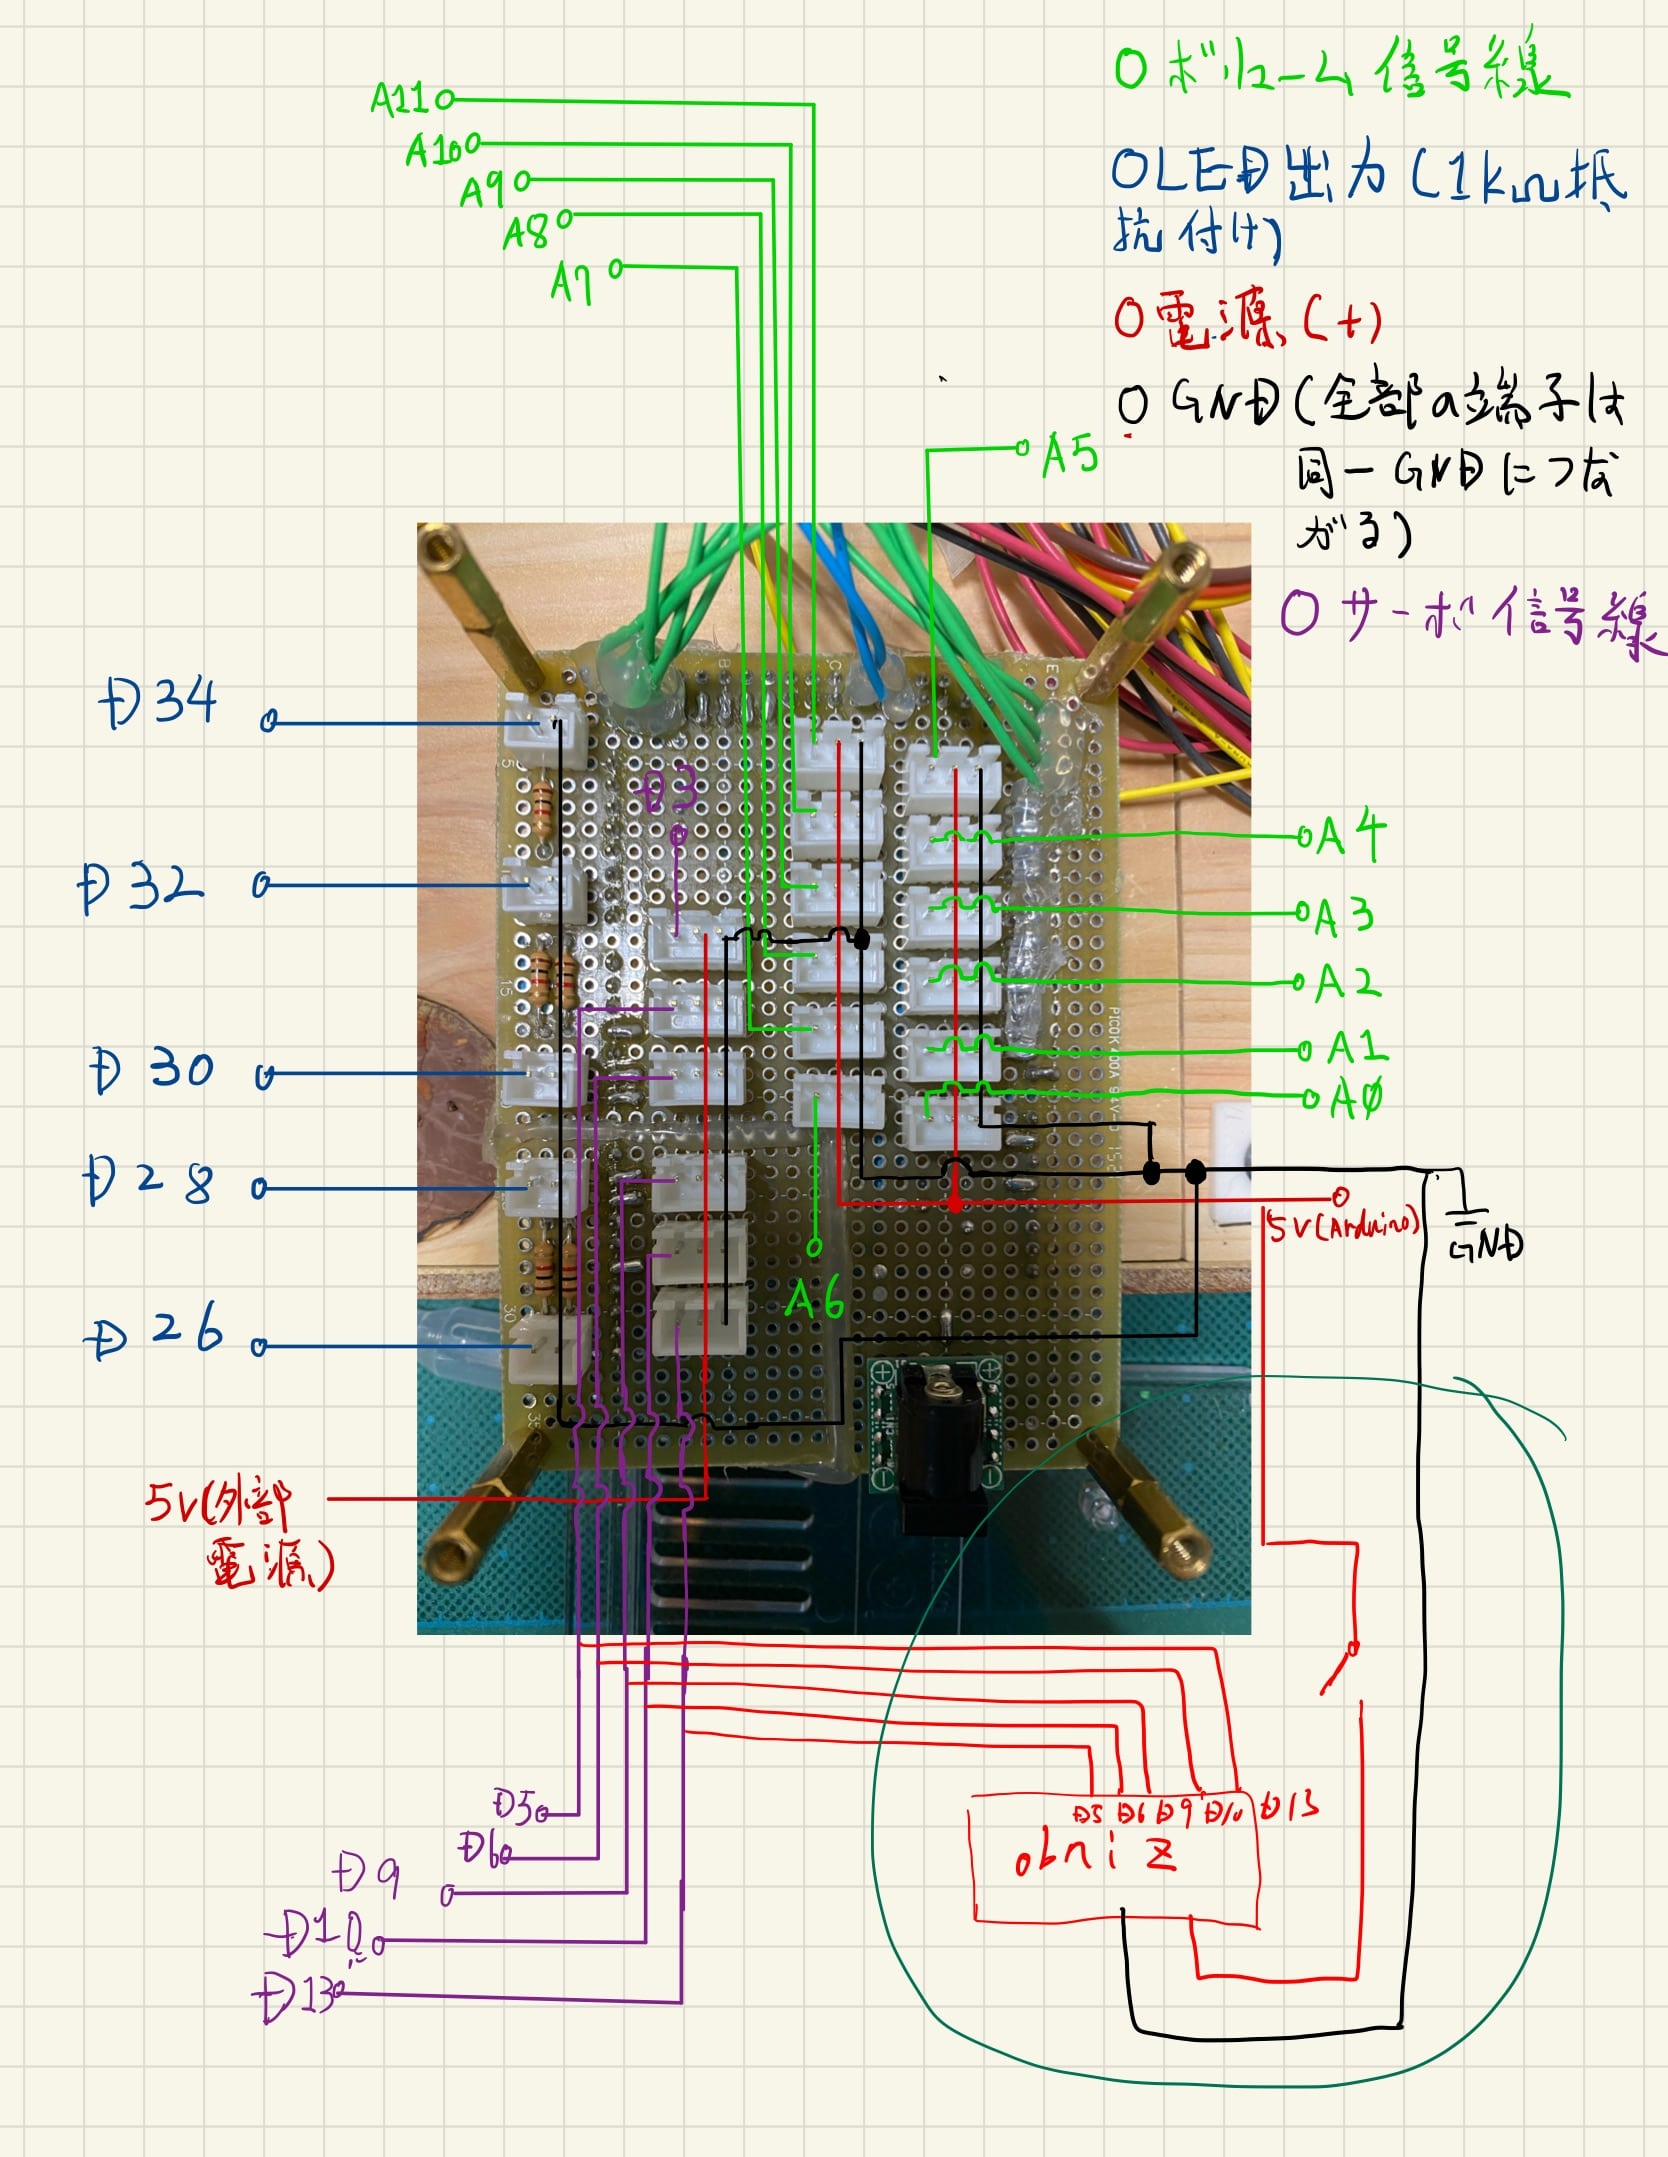 A11
A10
A9
A8
A7
○ボリューム信号線
○LED出力(1kΩ抵
抗付け)
○電源(+)
○GND(全部の端子は
同一GNDにつな
がる)
○サーボ信号線
A5
D34
D3
A4
D32
A3
A2
A1
A0
D30
D28
D26
A6
5V(Arduino)
GND
5V(外部
電源)
B
C
E
5
15
30
35
D5
D6
D9
D10
D13
D5 D6 D9 D10 D13
obniz